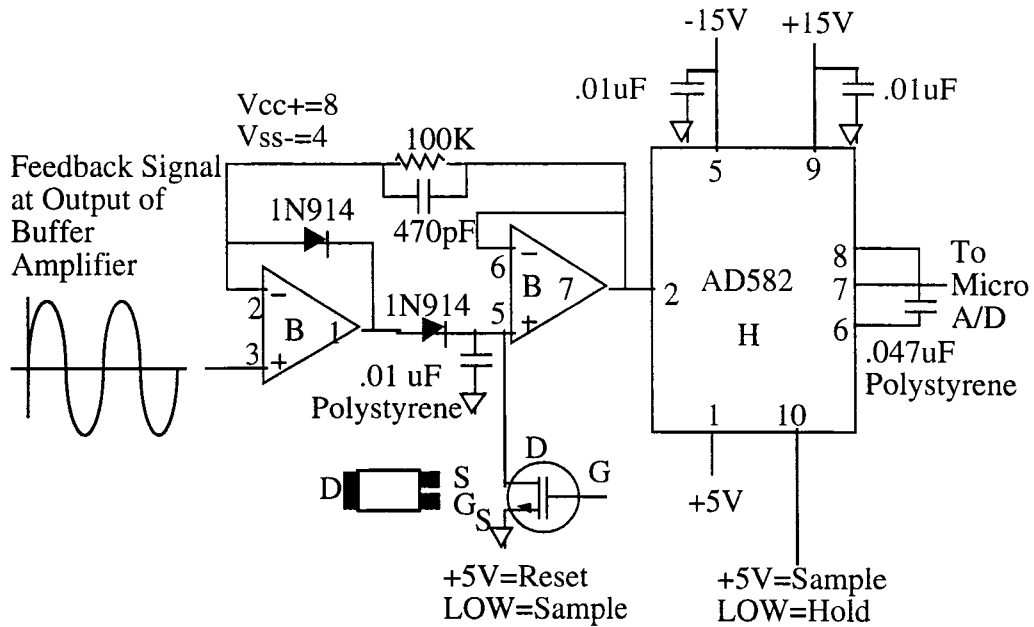 -15V
+15V
.01uF
.01uF
Vcc+=8
Vss-=4
100K
470pF
Feedback Signal
at Output of
Buffer
Amplifier
1N914
2
-
B
1
3
+
1N914
6
-
B
7
5
+
.01 uF
Polystyrene
5
9
2
AD582
H
8
7
6
1
10
To
Micro
A/D
.047uF
Polystyrene
D
S
G
D
G
S
+5V
+5V=Reset
LOW=Sample
+5V=Sample
LOW=Hold